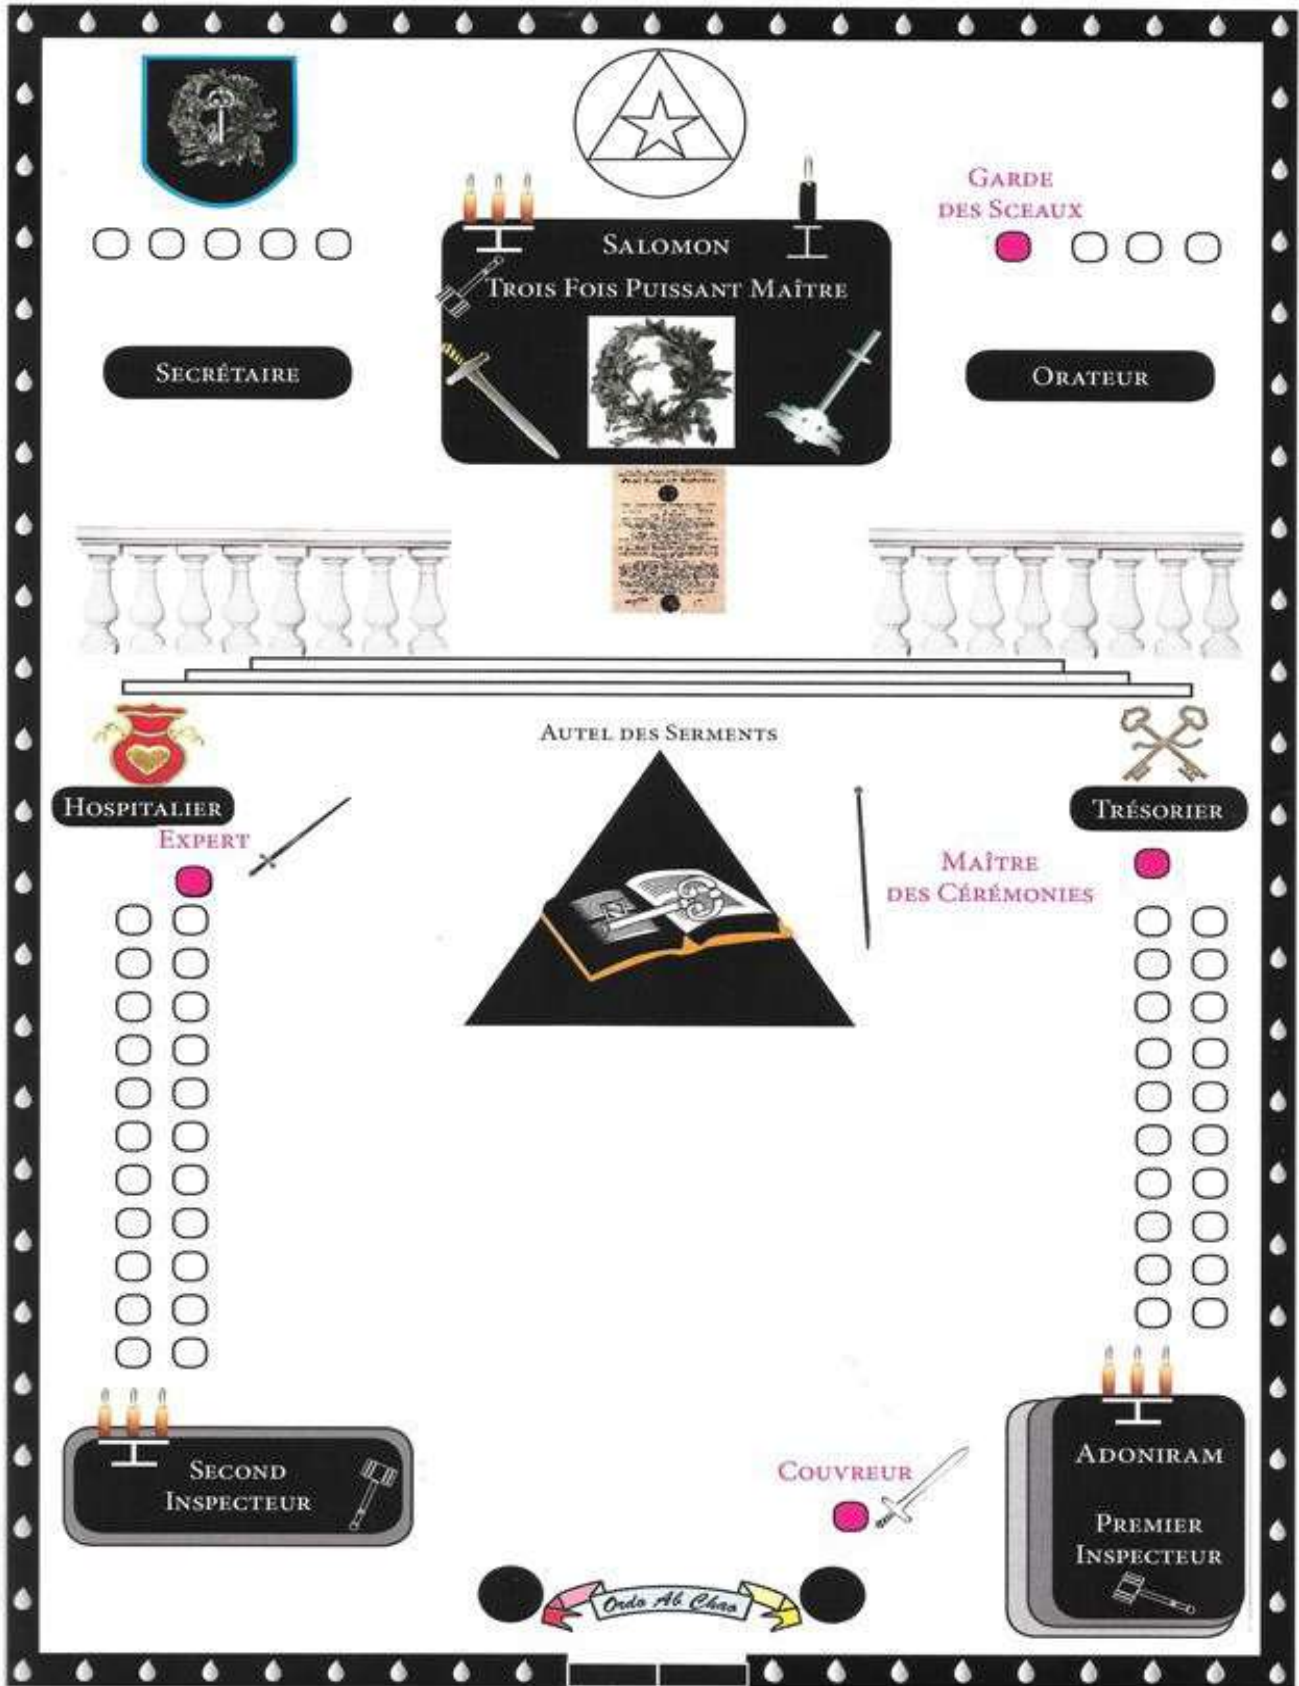 GARDE
DES SCEAUX
SALOMON
TROIS FOIS PUISSANT MAÎTRE
SECRÉTAIRE
ORATEUR
AUTEL DES SERMENTS
HOSPITALIER
TRÉSORIER
EXPERT
MAÎTRE
DES CÉRÉMONIES
SECOND
INSPECTEUR
COUVREUR
ADONIRAM
PREMIER
INSPECTEUR
Ordo Ab Chao